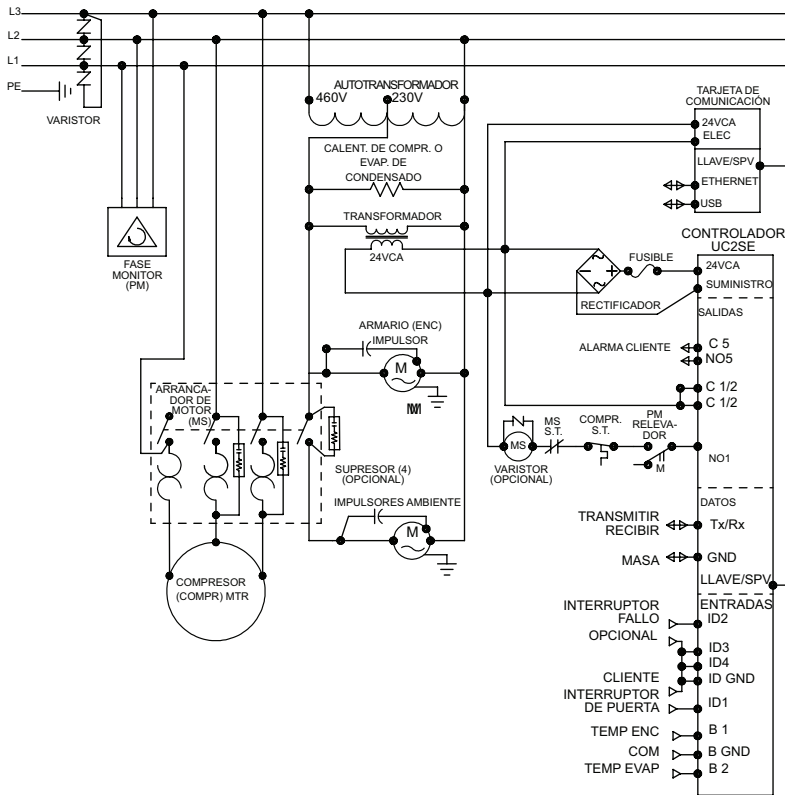 L3
L2
L1
PE
VARISTOR
FASE
MONITOR
(PM)
AUTOTRANSFORMADOR
460V
230V
CALENT. DE COMPR. O
EVAP. DE
CONDENSADO
TRANSFORMADOR
24VCA
TARJETA DE
COMUNICACIÓN
24VCA
ELEC
LLAVE/SPV
ETHERNET
USB
CONTROLADOR
UC2SE
FUSIBLE
RECTIFICADOR
24VCA
SUMINISTRO
SALIDAS
ALARMA CLIENTE
C 5
NO5
C 1/2
C 1/2
ARMARIO (ENC)
IMPULSOR
M
ARRANCA-
DOR DE
MOTOR
(MS)
SUPRESOR (4)
(OPCIONAL)
IMPULSORES AMBIENTE
M
COMPRESOR
(COMPR) MTR
MS
VARISTOR
(OPCIONAL)
MS
S.T.
COMPR.
S.T.
PM
RELEVA-
DOR
M
NO1
DATOS
TRANSMITIR
RECIBIR
Tx/Rx
MASA
GND
LLAVE/SPV
ENTRADAS
INTERRUPTOR
FALLO
ID2
OPCIONAL
ID3
ID4
CLIENTE
ID GND
INTERRUPTOR
DE PUERTA
ID1
TEMP ENC
B 1
COM
B GND
TEMP EVAP
B 2